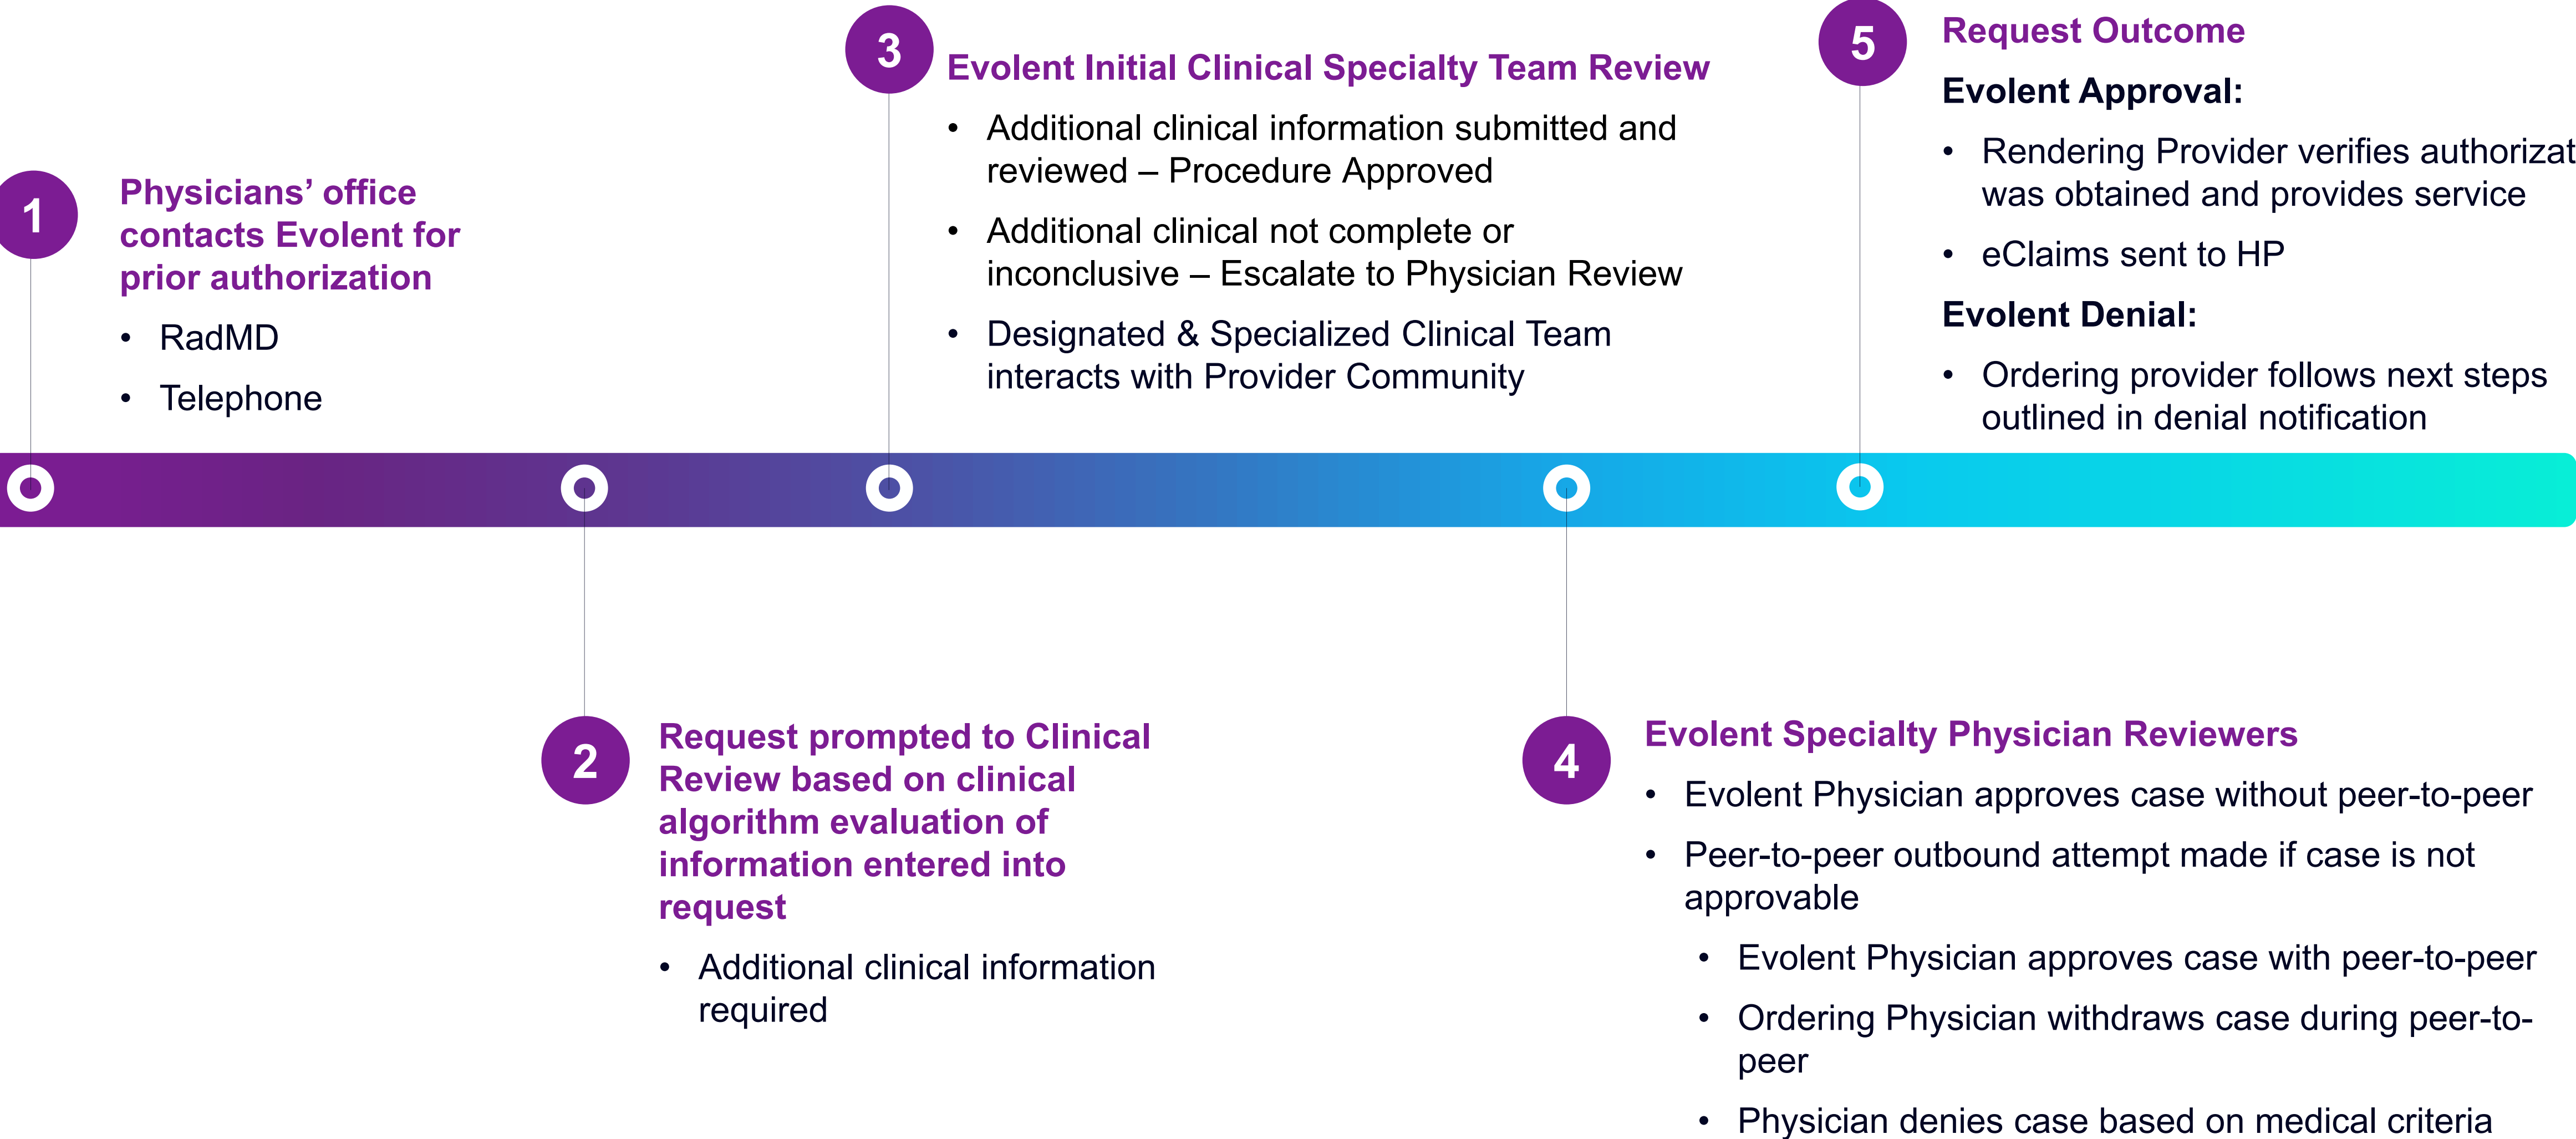 1
Physicians’ office
contacts Evolent for
prior authorization
• RadMD
• Telephone
2
Request prompted to Clinical
Review based on clinical
algorithm evaluation of
information entered into
request
• Additional clinical information
required
3
Evolent Initial Clinical Specialty Team Review
• Additional clinical information submitted and
reviewed – Procedure Approved
• Additional clinical not complete or
inconclusive – Escalate to Physician Review
• Designated & Specialized Clinical Team
interacts with Provider Community
4
Evolent Specialty Physician Reviewers
• Evolent Physician approves case without peer-to-peer
• Peer-to-peer outbound attempt made if case is not
approvable
• Evolent Physician approves case with peer-to-peer
• Ordering Physician withdraws case during peer-to-
peer
• Physician denies case based on medical criteria
5
Request Outcome
Evolent Approval:
• Rendering Provider verifies authorizat
was obtained and provides service
• eClaims sent to HP
Evolent Denial:
• Ordering provider follows next steps
outlined in denial notification